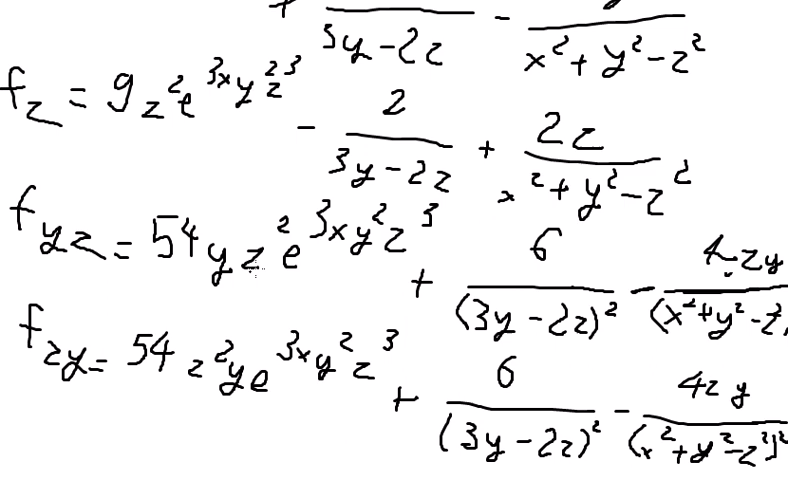 + ───/(3y-2z) - y/(x²+y²-z²)
f_z = 9z²e^{3xy²z³} - 2/(3y-2z) + 2z/(x²+y²-z²)
f_yz = 54yz²e^{3xy²z³} + 6/(3y-2z)² - 4zy/(x²+y²-z²
f_zy = 54z²ye^{3xy²z³} + 6/(3y-2z)² - 4zy/(x²+y²-z²)²